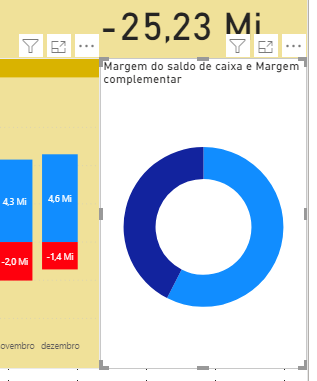 -25,23 Mi
Margem do saldo de caixa e Margem
complementar
4,3 Mi
4,6 Mi
-2,0 Mi
-1,4 Mi
ovembro
dezembro